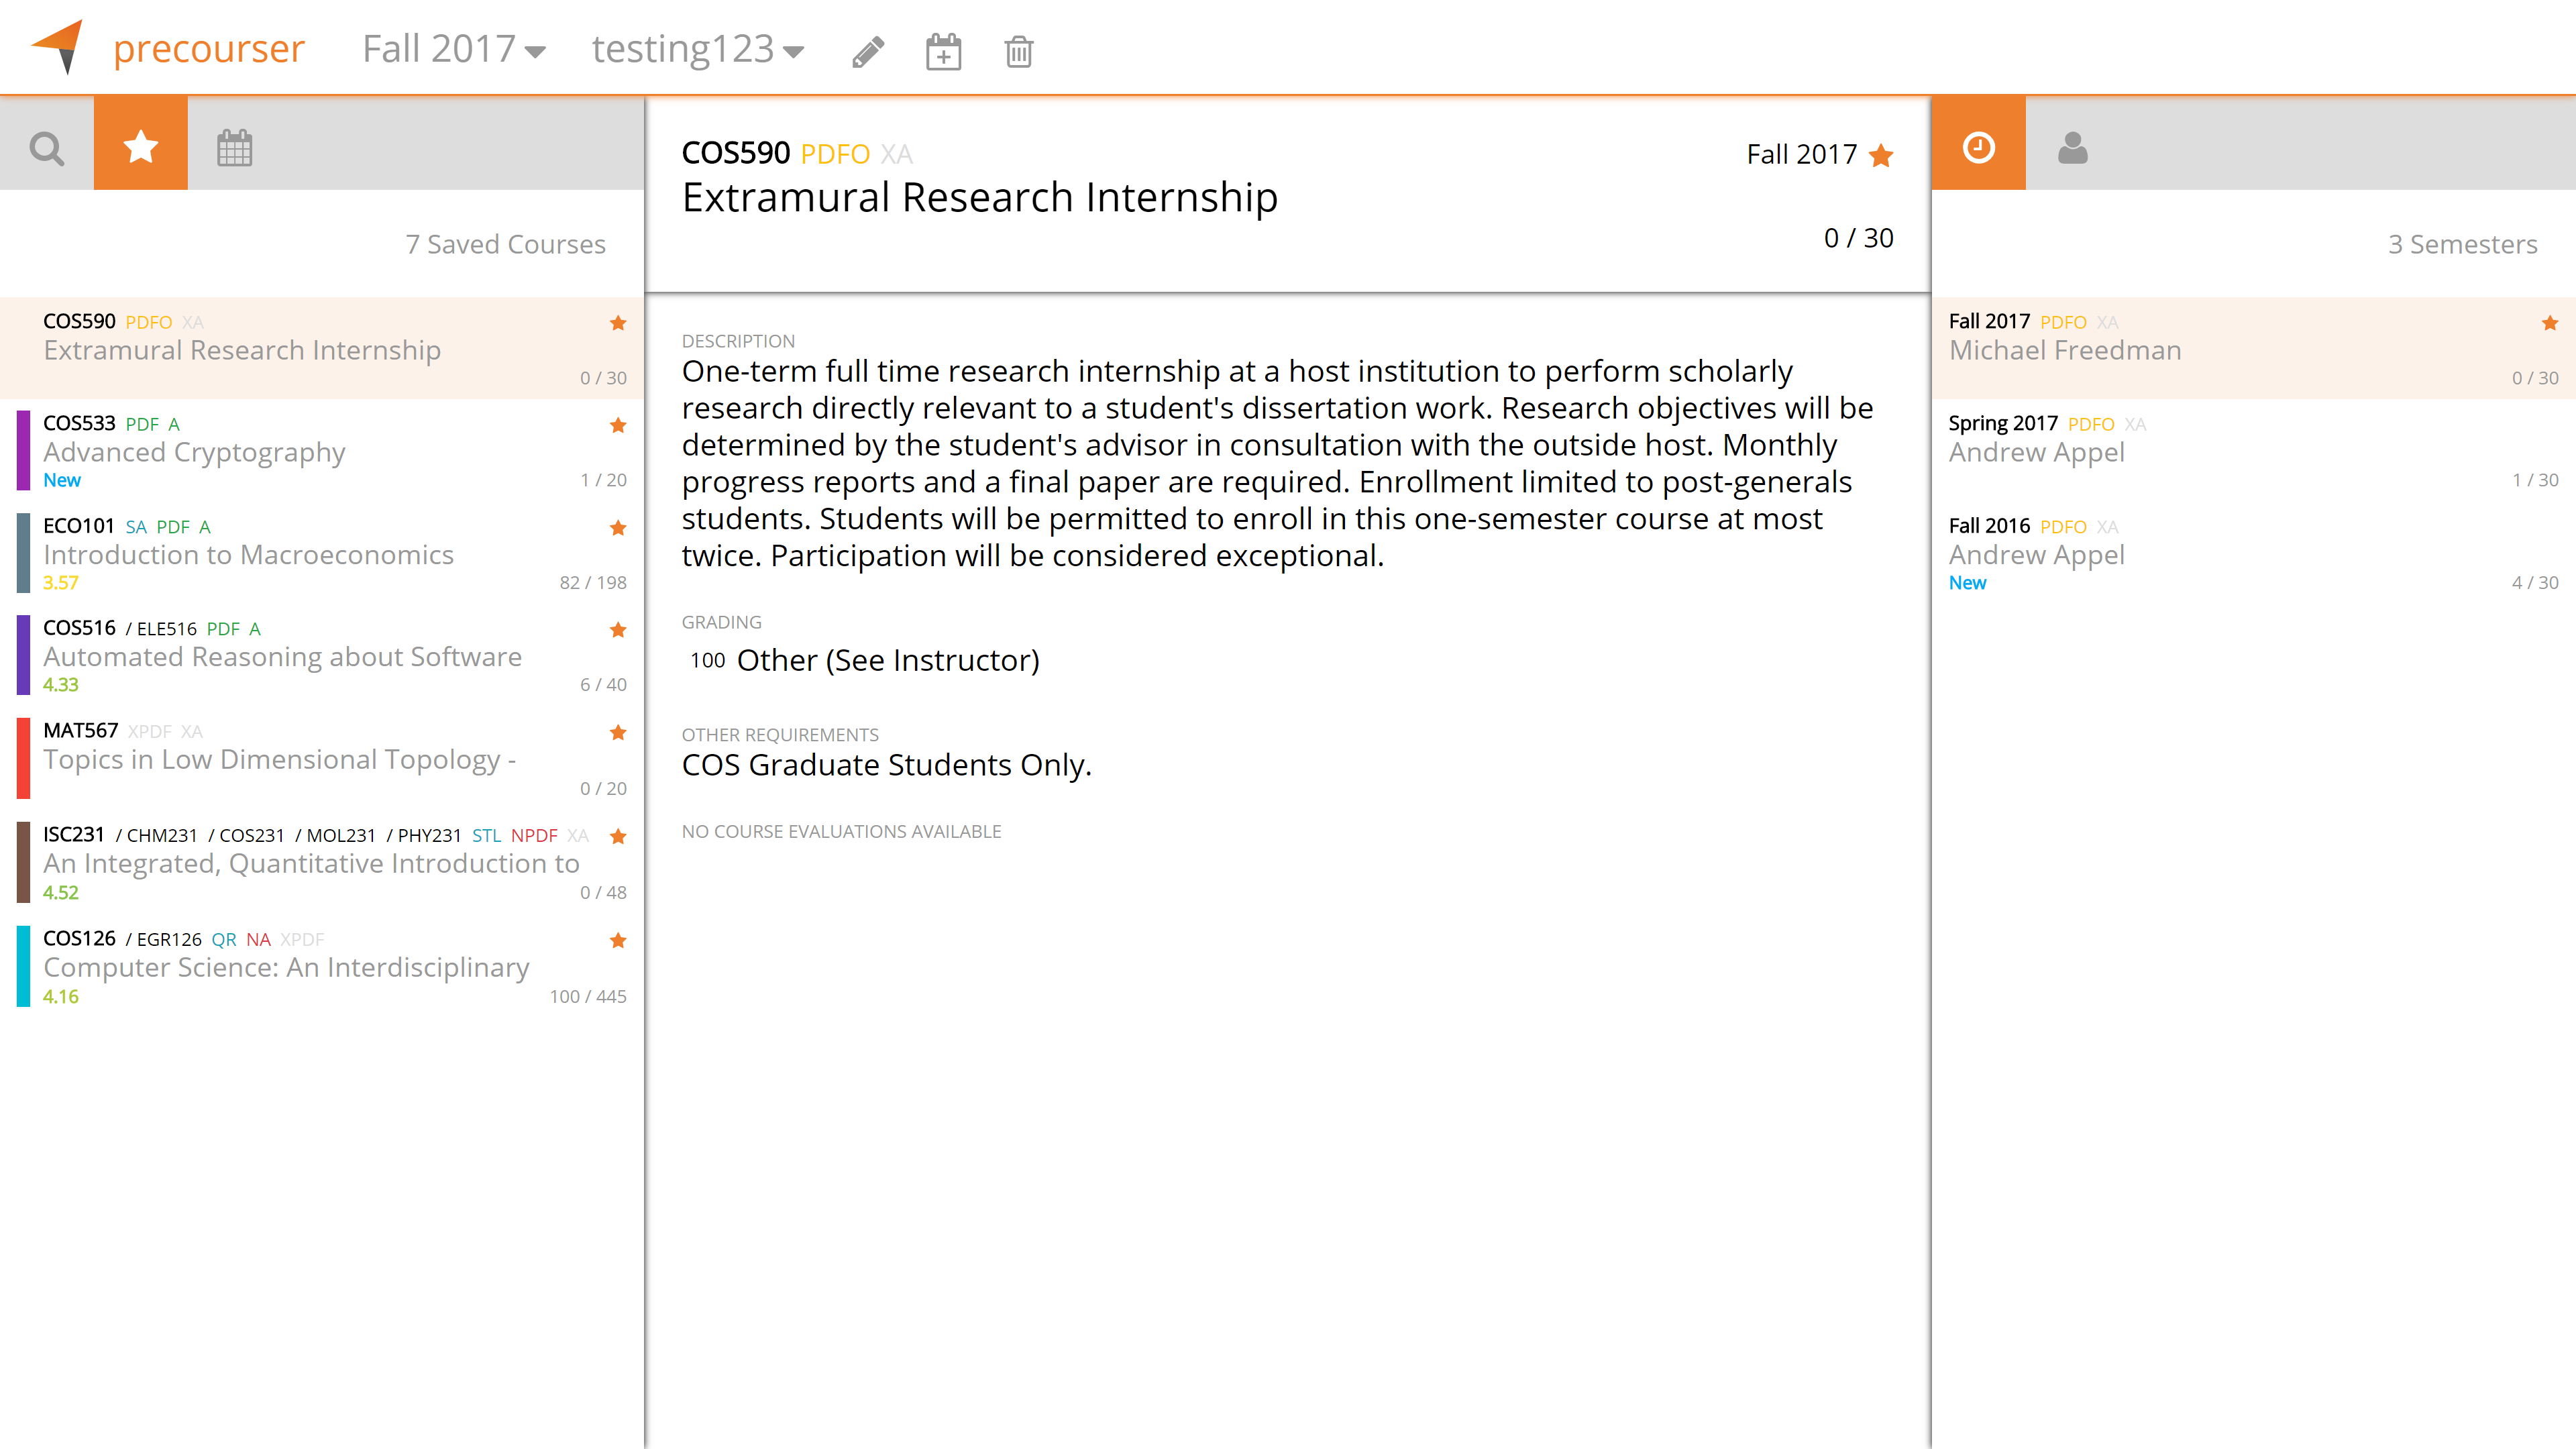 precourser Fall 2017 testing123
7 Saved Courses
COS590 PDFO XA
Extramural Research Internship
0 / 30
COS533 PDF A
Advanced Cryptography
New 1 / 20
ECO101 SA PDF A
Introduction to Macroeconomics
3.57 82 / 198
COS516 / ELE516 PDF A
Automated Reasoning about Software
4.33 6 / 40
MAT567 XPDF XA
Topics in Low Dimensional Topology -
0 / 20
ISC231 / CHM231 / COS231 / MOL231 / PHY231 STL NPDF XA
An Integrated, Quantitative Introduction to
4.52 0 / 48
COS126 / EGR126 QR NA XPDF
Computer Science: An Interdisciplinary
4.16 100 / 445
COS590 PDFO XA Fall 2017
Extramural Research Internship
0 / 30
DESCRIPTION
One-term full time research internship at a host institution to perform scholarly
research directly relevant to a student's dissertation work. Research objectives will be
determined by the student's advisor in consultation with the outside host. Monthly
progress reports and a final paper are required. Enrollment limited to post-generals
students. Students will be permitted to enroll in this one-semester course at most
twice. Participation will be considered exceptional.
GRADING
100 Other (See Instructor)
OTHER REQUIREMENTS
COS Graduate Students Only.
NO COURSE EVALUATIONS AVAILABLE
3 Semesters
Fall 2017 PDFO XA
Michael Freedman
0 / 30
Spring 2017 PDFO XA
Andrew Appel
1 / 30
Fall 2016 PDFO XA
Andrew Appel
New 4 / 30